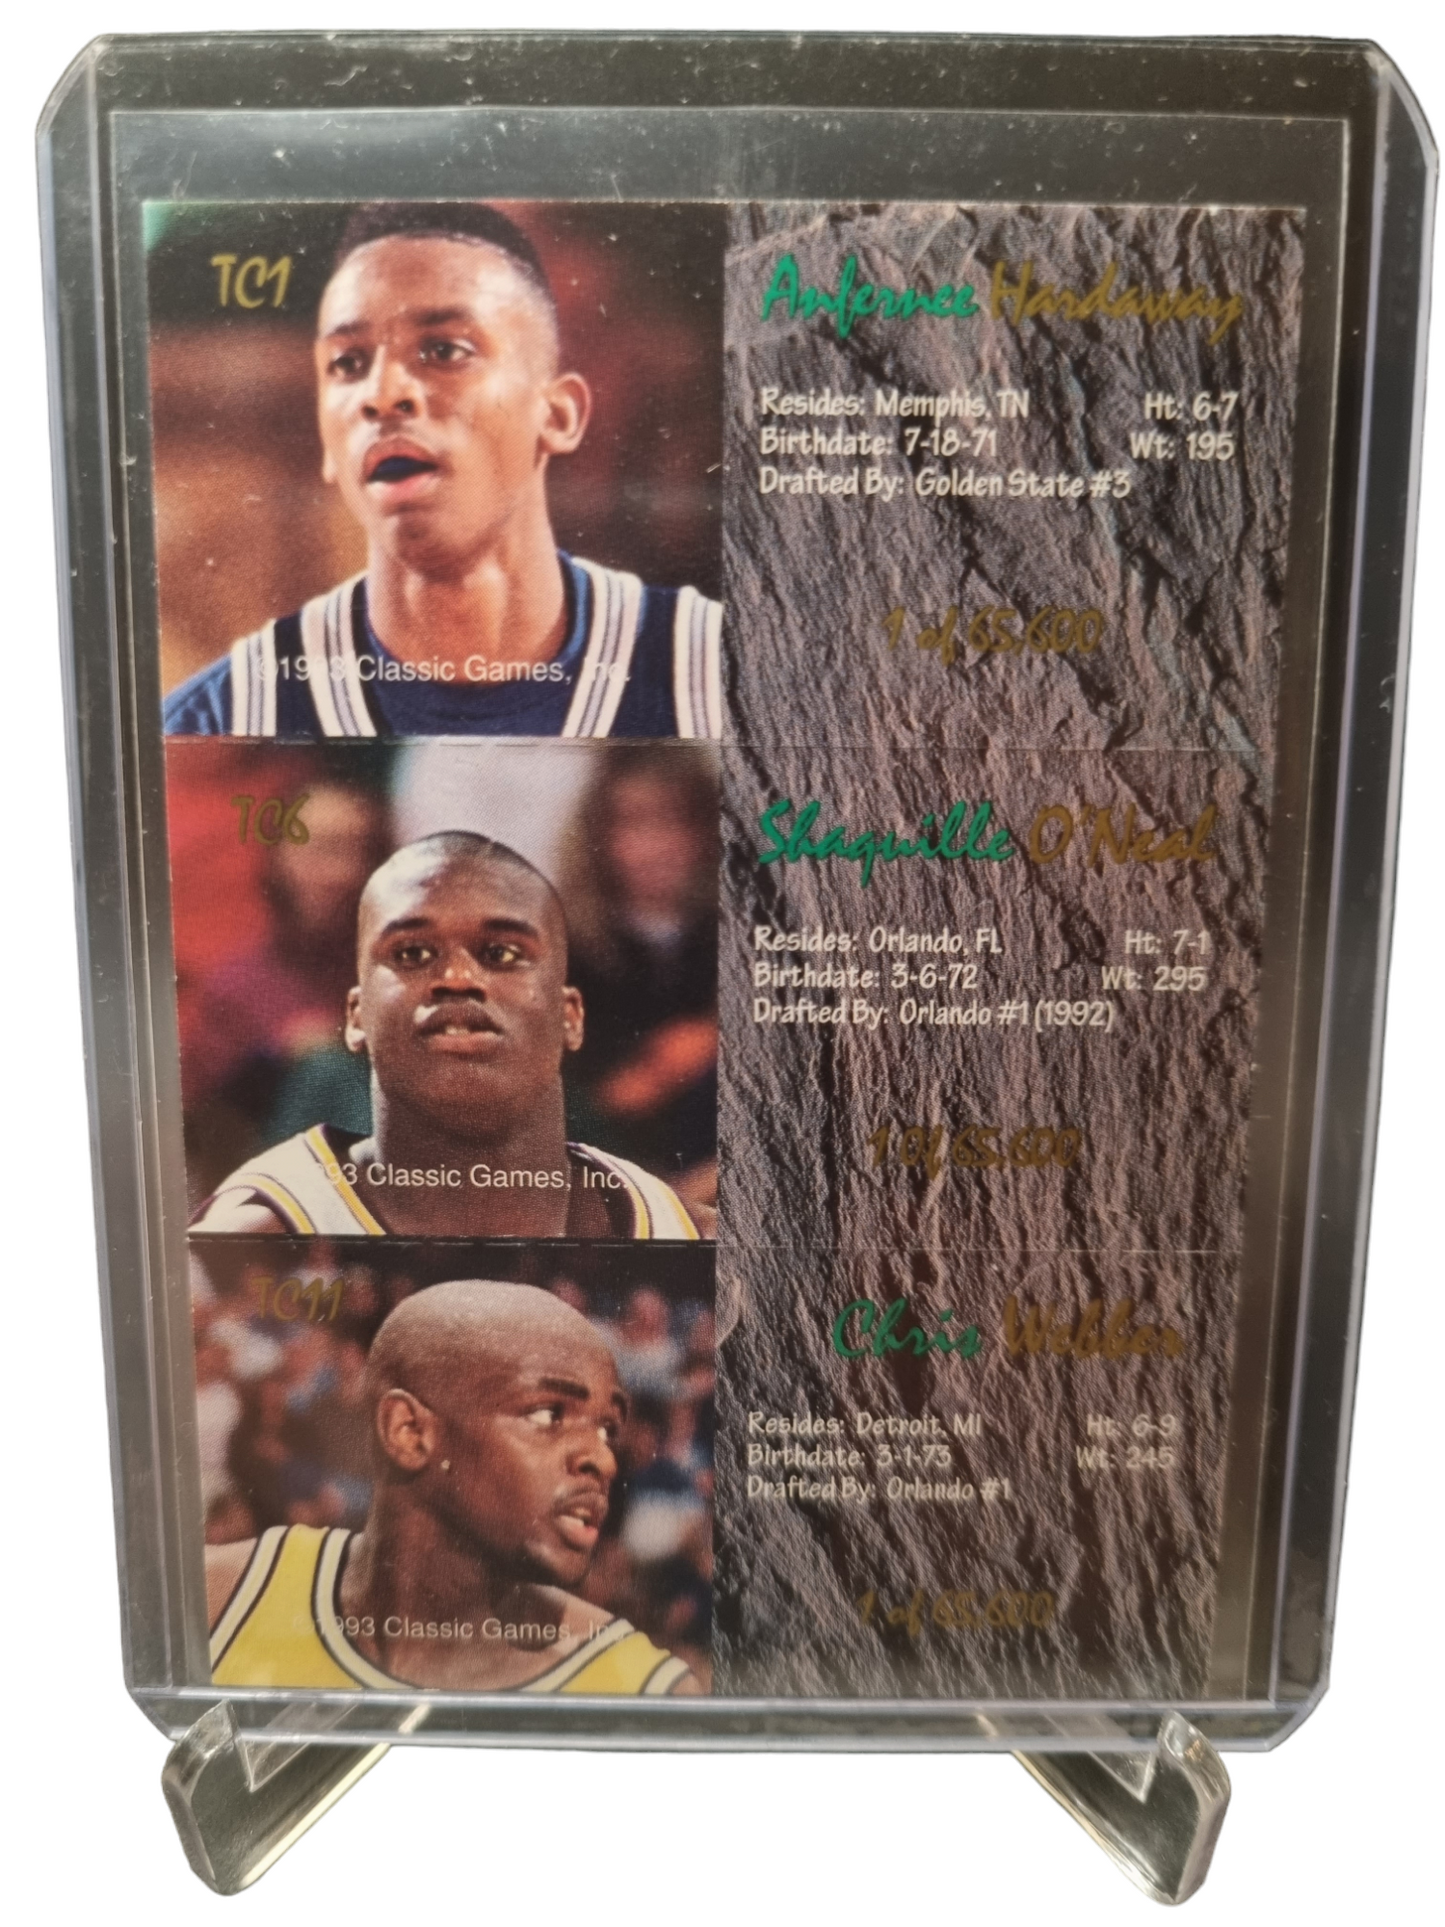 TC1
Anfernee Hardaway
Resides: Memphis, TN Ht: 6-7
Birthdate: 7-18-71 Wt: 195
Drafted By: Golden State #3
1 of 65,600
©1993 Classic Games, Inc.
TC6
Shaquille O'Neal
Resides: Orlando, FL Ht: 7-1
Birthdate: 3-6-72 Wt: 295
Drafted By: Orlando #1 (1992)
1 Of 65,600
93 Classic Games, Inc.
TC11
Chris Webber
Resides: Detroit, MI Ht: 6-9
Birthdate: 3-1-73 Wt: 245
Drafted By: Orlando #1
1 of 65,600
©1993 Classic Games, Inc.